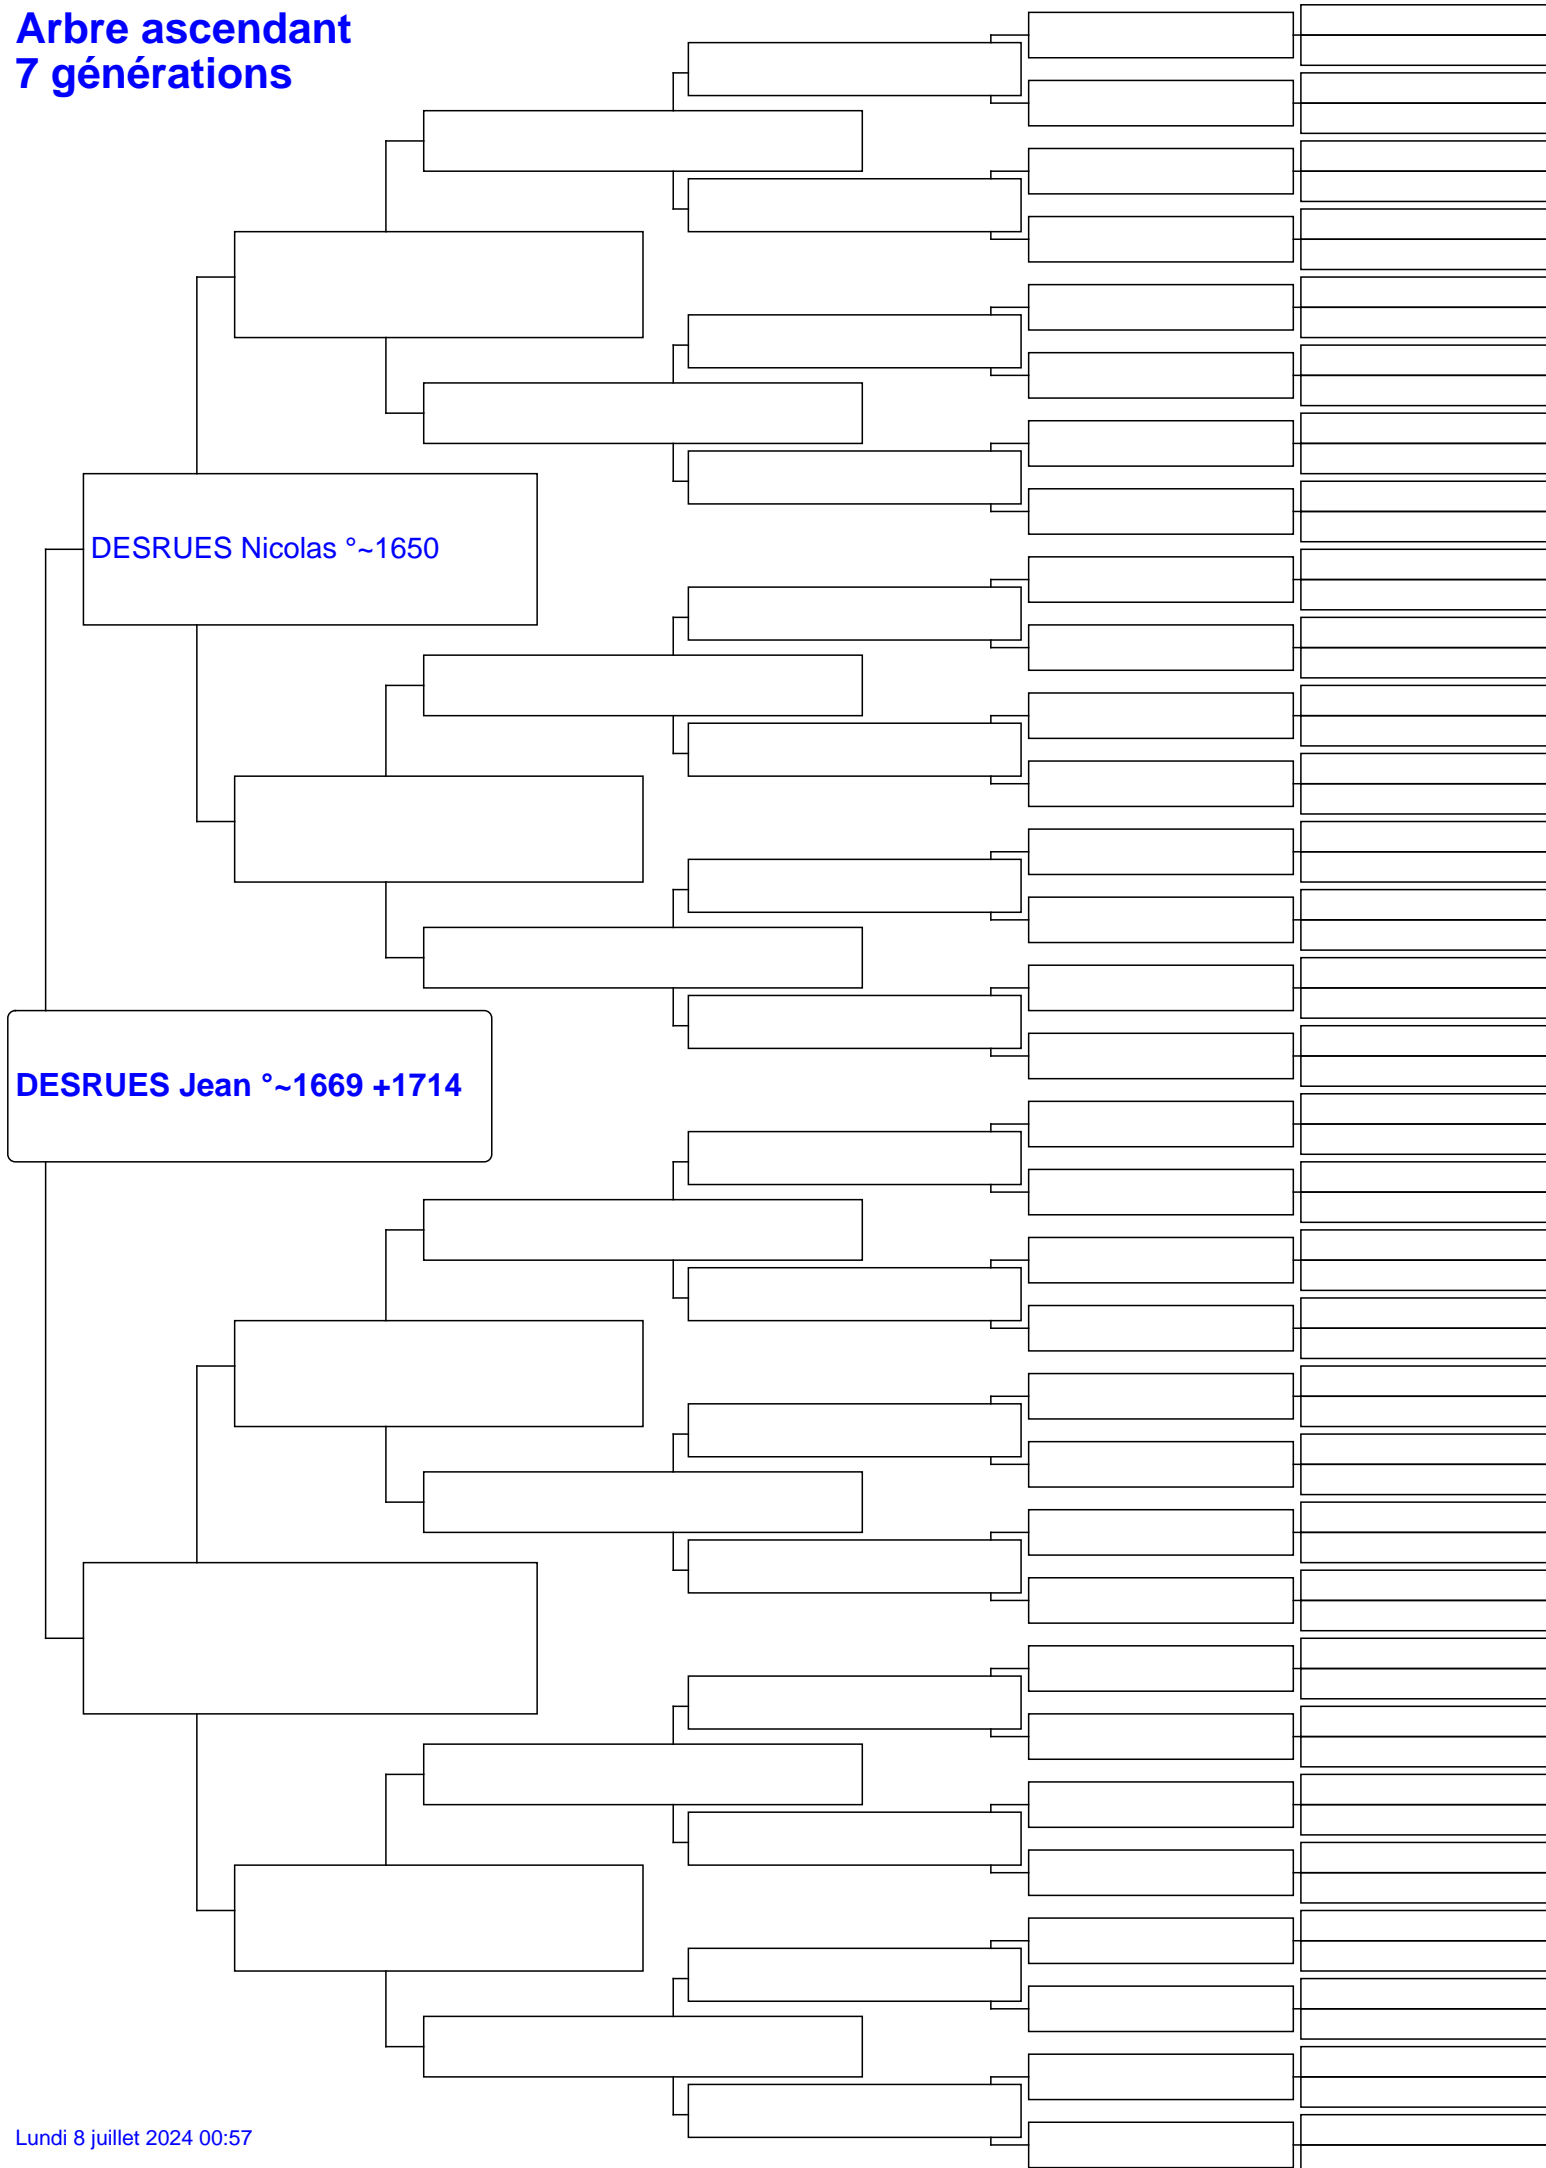 Arbre ascendant
7 générations
DESRUES Nicolas °~1650
DESRUES Jean °~1669 +1714
Lundi 8 juillet 2024 00:57